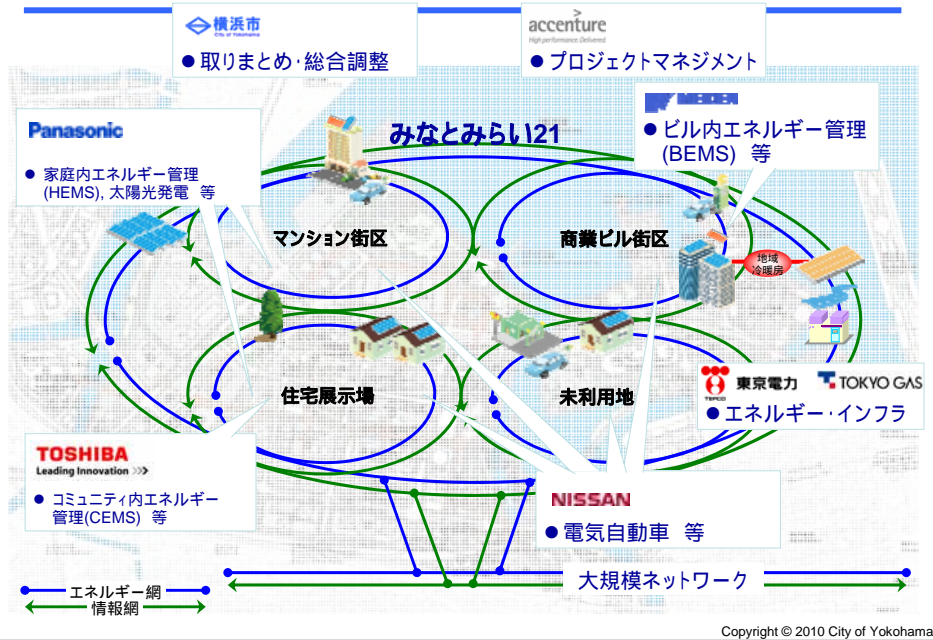 横浜市
City of Yokohama
● 取りまとめ・総合調整
accenture
High performance. Delivered.
● プロジェクトマネジメント
Panasonic
● 家庭内エネルギー管理
(HEMS), 太陽光発電 等
みなとみらい21
● ビル内エネルギー管理
(BEMS) 等
マンション街区
商業ビル街区
地域
冷暖房
住宅展示場
未利用地
TEPCO
東京電力
TOKYO GAS
● エネルギー・インフラ
TOSHIBA
Leading Innovation >>>
● コミュニティ内エネルギー
管理(CEMS) 等
NISSAN
● 電気自動車 等
大規模ネットワーク
エネルギー網
情報網
Copyright © 2010 City of Yokohama